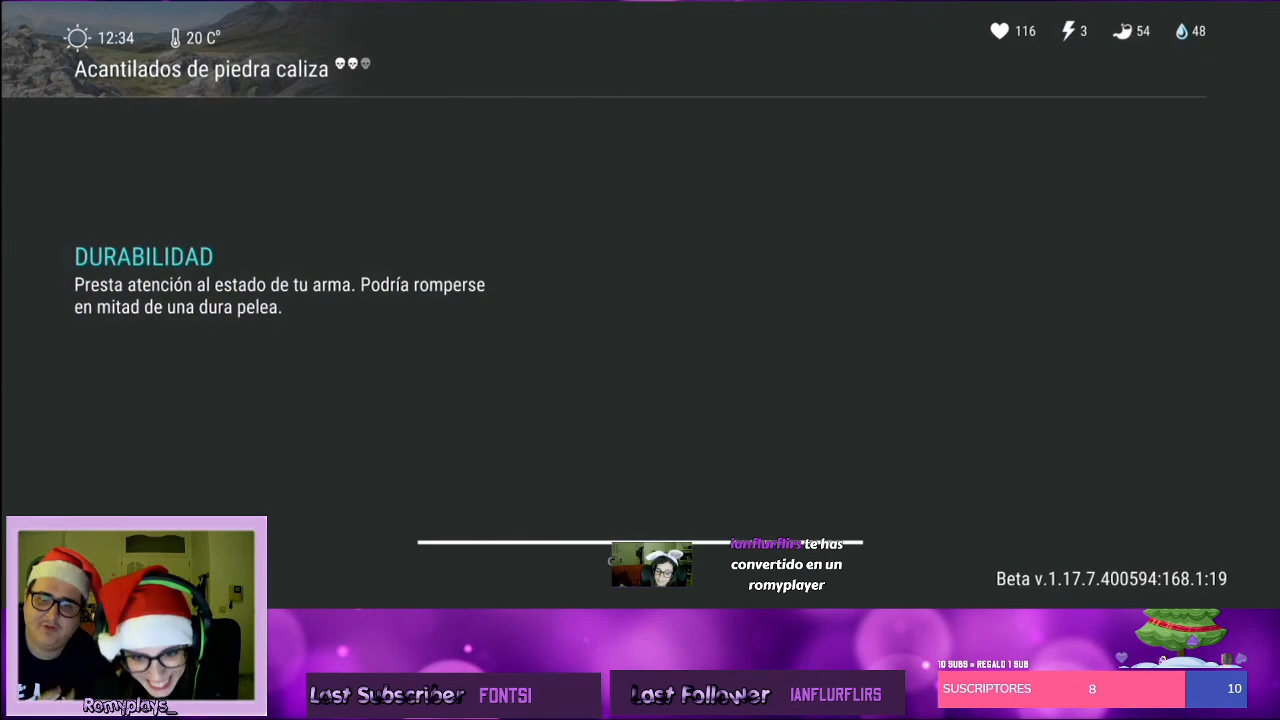 12:34 20 Cº
Acantilados de piedra caliza
116 3 54 48
DURABILIDAD
Presta atención al estado de tu arma. Podría romperse
en mitad de una dura pelea.
ianflurflirs te has
convertido en un
romyplayer
Beta v.1.17.7.400594:168.1:19
Romyplays_
Last Subscriber FONTSI
Last Follower IANFLURFLIRS
10 SUBS = REGALO 1 SUB
SUSCRIPTORES 8 10